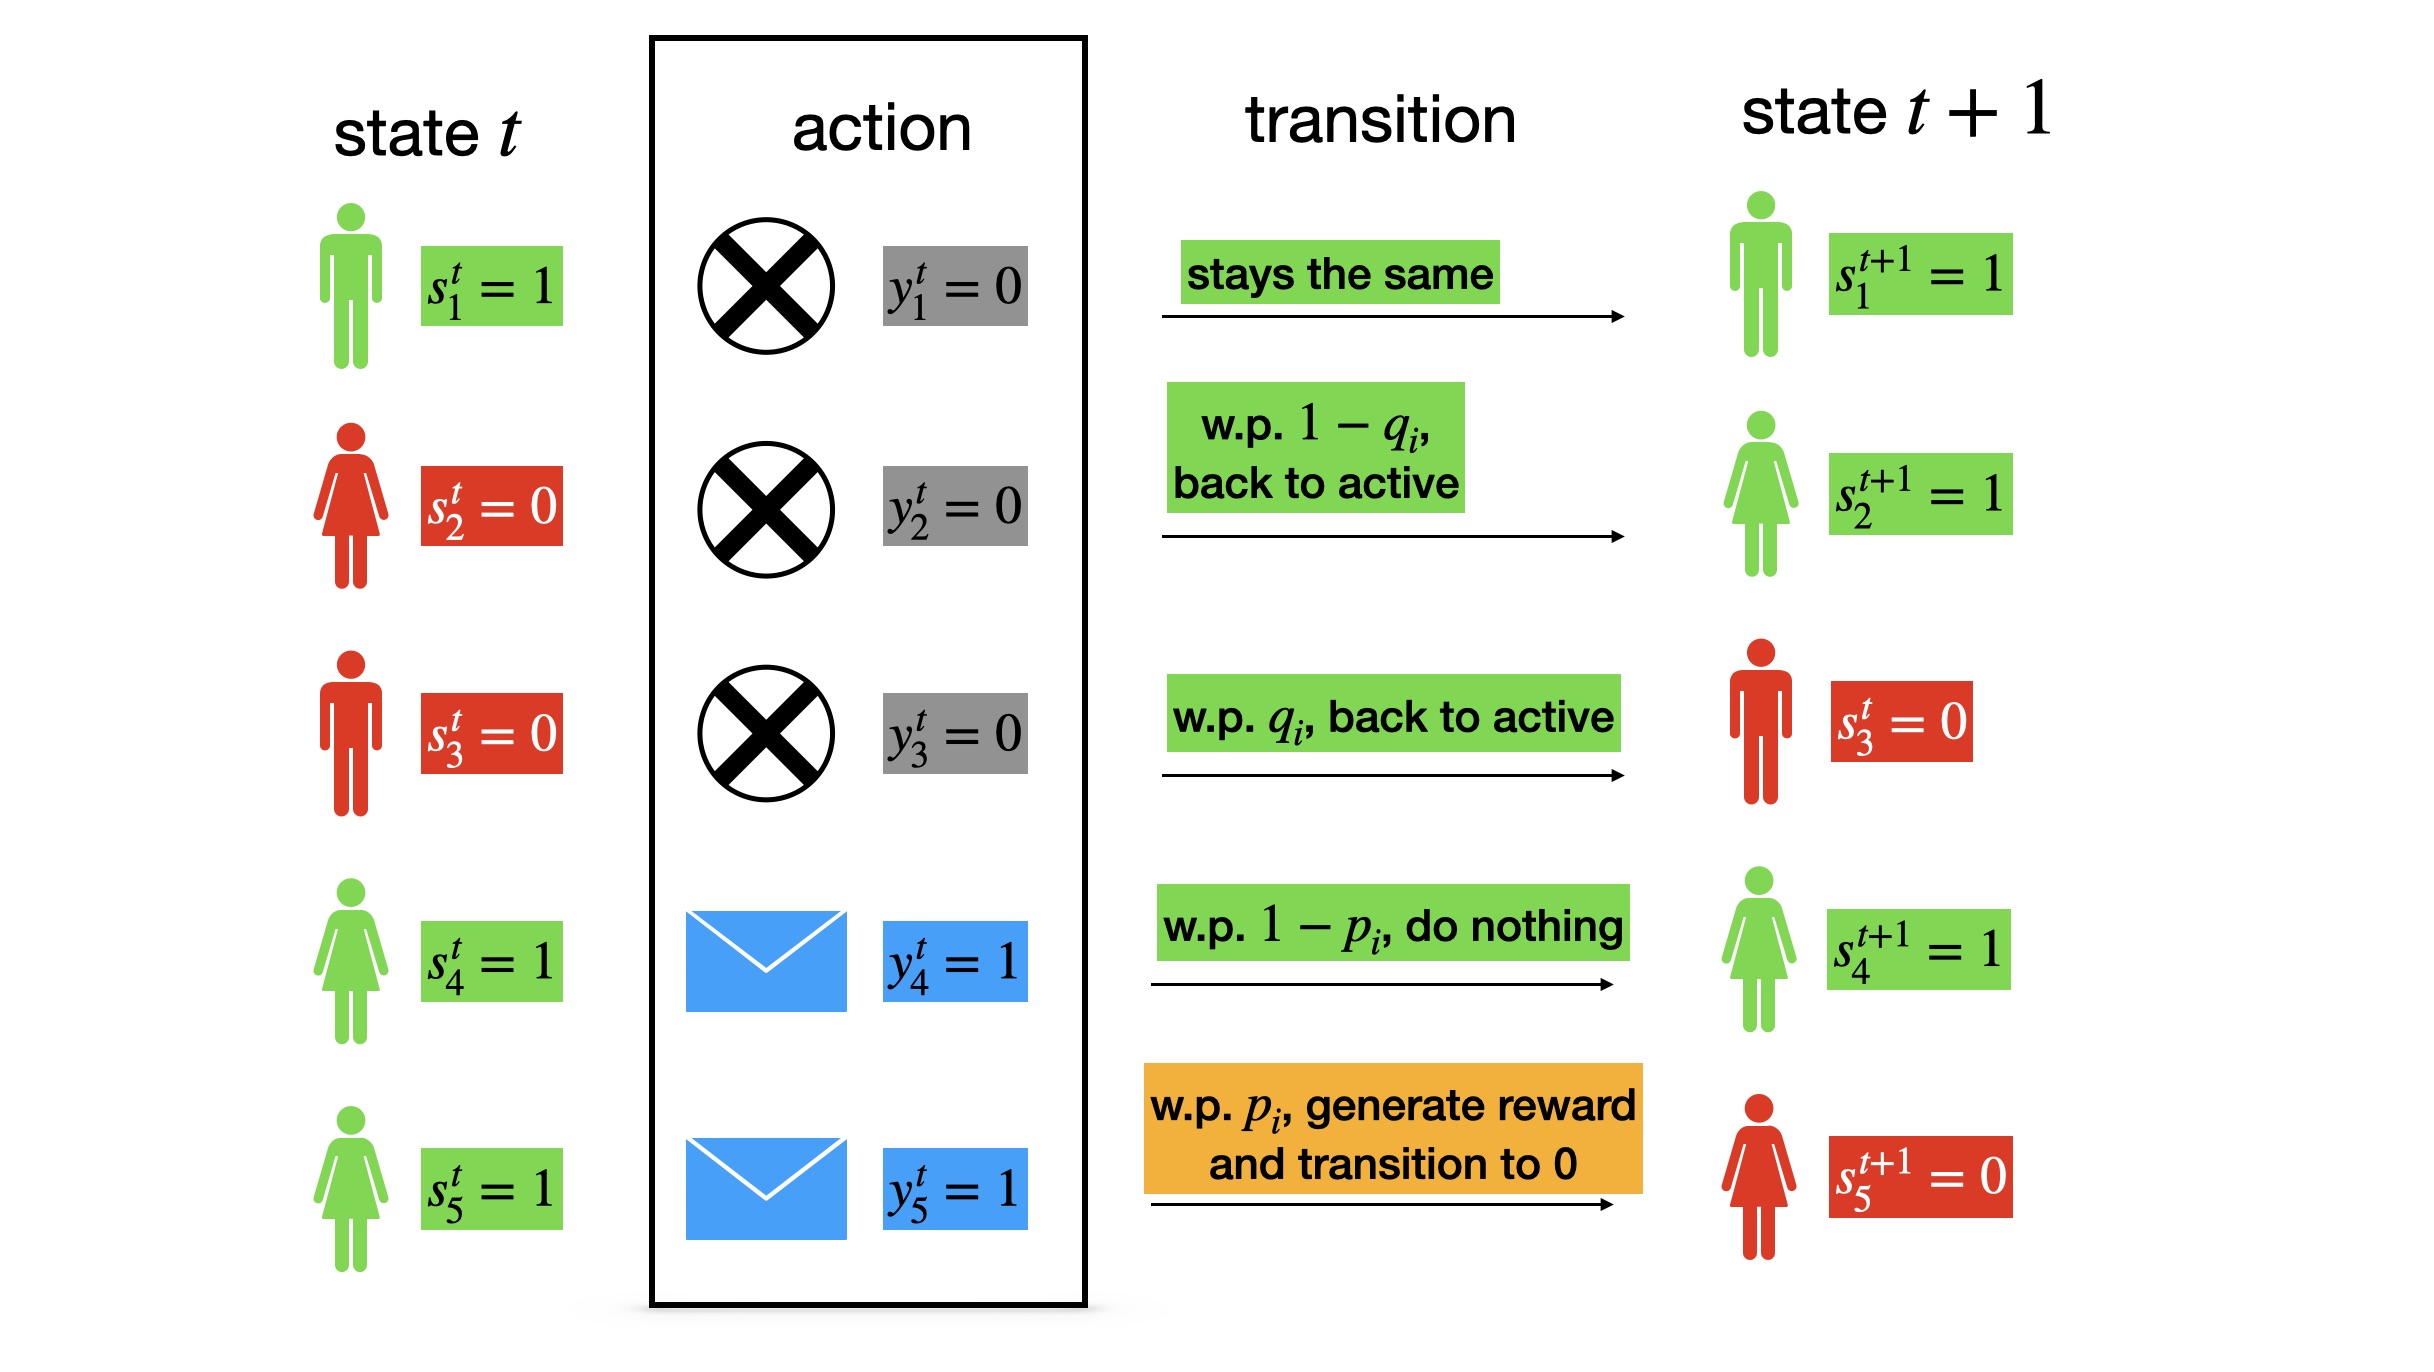 state t
action
transition
state t + 1
s_1^t = 1
y_1^t = 0
stays the same
s_1^{t+1} = 1
s_2^t = 0
y_2^t = 0
w.p. 1 − q_i,
back to active
s_2^{t+1} = 1
s_3^t = 0
y_3^t = 0
w.p. q_i, back to active
s_3^t = 0
s_4^t = 1
y_4^t = 1
w.p. 1 − p_i, do nothing
s_4^{t+1} = 1
s_5^t = 1
y_5^t = 1
w.p. p_i, generate reward
and transition to 0
s_5^{t+1} = 0